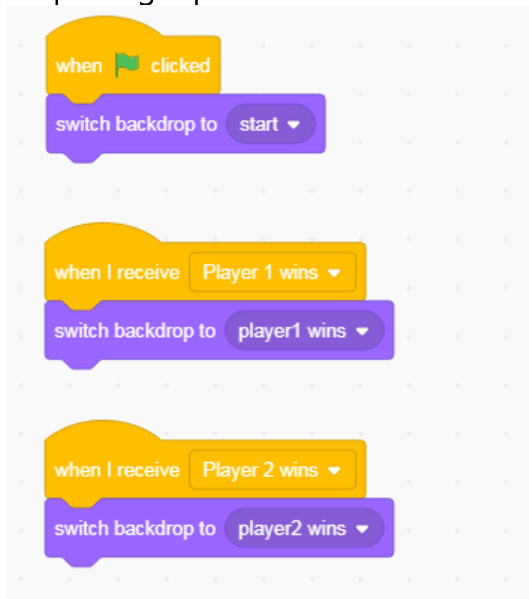 when clicked
switch backdrop to start
when I receive Player 1 wins
switch backdrop to player1 wins
when I receive Player 2 wins
switch backdrop to player2 wins